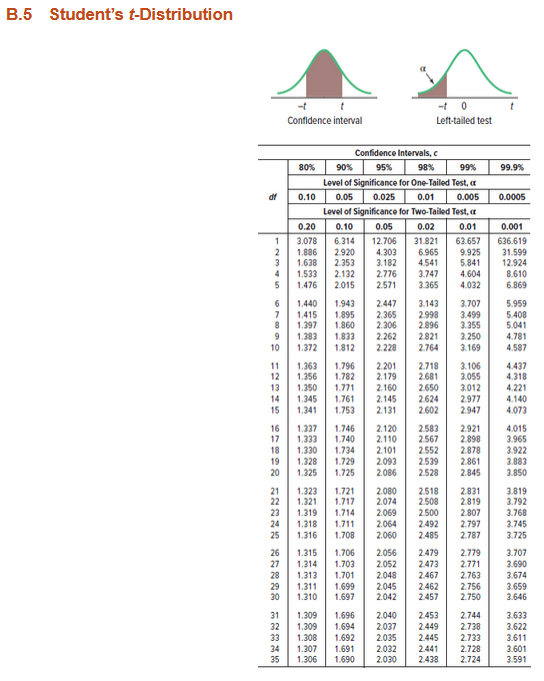 B.5 Student's t-Distribution
α
-t t -t 0 t
Confidence interval Left-tailed test
Confidence Intervals, c
80% 90% 95% 98% 99% 99.9%
Level of Significance for One-Tailed Test, α
df 0.10 0.05 0.025 0.01 0.005 0.0005
Level of Significance for Two-Tailed Test, α
0.20 0.10 0.05 0.02 0.01 0.001
1 3.078 6.314 12.706 31.821 63.657 636.619
2 1.886 2.920 4.303 6.965 9.925 31.599
3 1.638 2.353 3.182 4.541 5.841 12.924
4 1.533 2.132 2.776 3.747 4.604 8.610
5 1.476 2.015 2.571 3.365 4.032 6.869
6 1.440 1.943 2.447 3.143 3.707 5.959
7 1.415 1.895 2.365 2.998 3.499 5.408
8 1.397 1.860 2.306 2.896 3.355 5.041
9 1.383 1.833 2.262 2.821 3.250 4.781
10 1.372 1.812 2.228 2.764 3.169 4.587
11 1.363 1.796 2.201 2.718 3.106 4.437
12 1.356 1.782 2.179 2.681 3.055 4.318
13 1.350 1.771 2.160 2.650 3.012 4.221
14 1.345 1.761 2.145 2.624 2.977 4.140
15 1.341 1.753 2.131 2.602 2.947 4.073
16 1.337 1.746 2.120 2.583 2.921 4.015
17 1.333 1.740 2.110 2.567 2.898 3.965
18 1.330 1.734 2.101 2.552 2.878 3.922
19 1.328 1.729 2.093 2.539 2.861 3.883
20 1.325 1.725 2.086 2.528 2.845 3.850
21 1.323 1.721 2.080 2.518 2.831 3.819
22 1.321 1.717 2.074 2.508 2.819 3.792
23 1.319 1.714 2.069 2.500 2.807 3.768
24 1.318 1.711 2.064 2.492 2.797 3.745
25 1.316 1.708 2.060 2.485 2.787 3.725
26 1.315 1.706 2.056 2.479 2.779 3.707
27 1.314 1.703 2.052 2.473 2.771 3.690
28 1.313 1.701 2.048 2.467 2.763 3.674
29 1.311 1.699 2.045 2.462 2.756 3.659
30 1.310 1.697 2.042 2.457 2.750 3.646
31 1.309 1.696 2.040 2.453 2.744 3.633
32 1.309 1.694 2.037 2.449 2.738 3.622
33 1.308 1.692 2.035 2.445 2.733 3.611
34 1.307 1.691 2.032 2.441 2.728 3.601
35 1.306 1.690 2.030 2.438 2.724 3.591